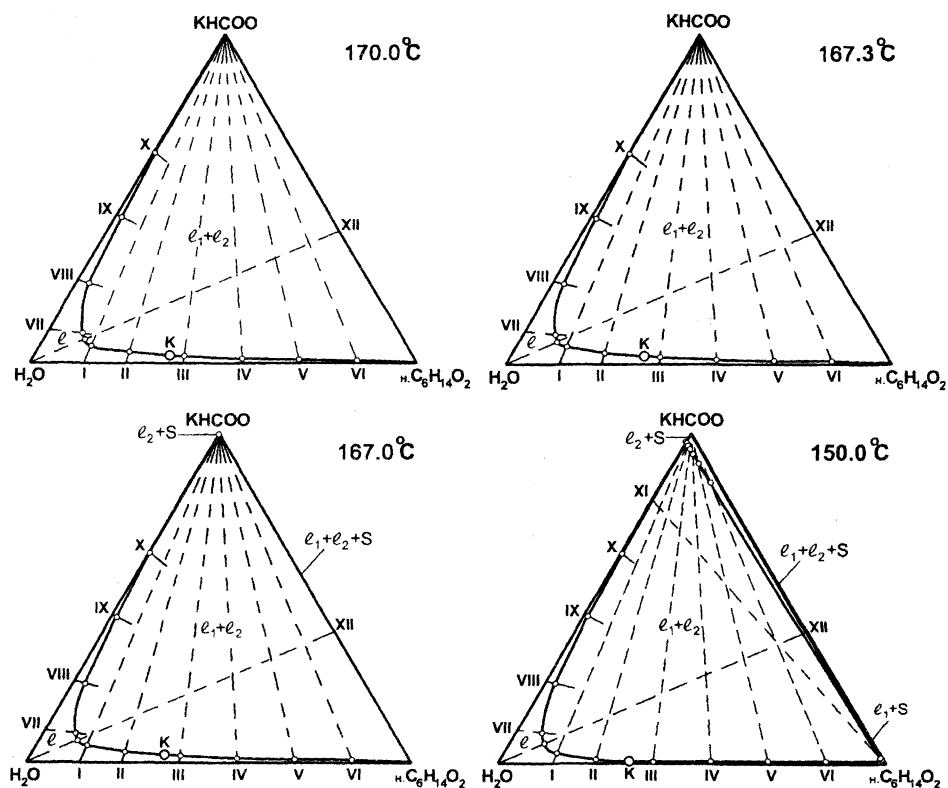 KHCOO
170.0°C
X
IX
XII
ℓ₁+ℓ₂
VIII
VII
ℓ
K
H₂O
I
II
III
IV
V
VI
н.C₆H₁₄O₂
KHCOO
167.3°C
X
IX
XII
ℓ₁+ℓ₂
VIII
VII
ℓ
K
H₂O
I
II
III
IV
V
VI
н.C₆H₁₄O₂
KHCOO
ℓ₂+S
167.0°C
X
ℓ₁+ℓ₂+S
IX
XII
ℓ₁+ℓ₂
VIII
VII
ℓ
K
H₂O
I
II
III
IV
V
VI
н.C₆H₁₄O₂
KHCOO
ℓ₂+S
150.0°C
XI
X
ℓ₁+ℓ₂+S
IX
XII
ℓ₁+ℓ₂
VIII
VII
ℓ₁+S
ℓ
H₂O
I
II
K
III
IV
V
VI
н.C₆H₁₄O₂